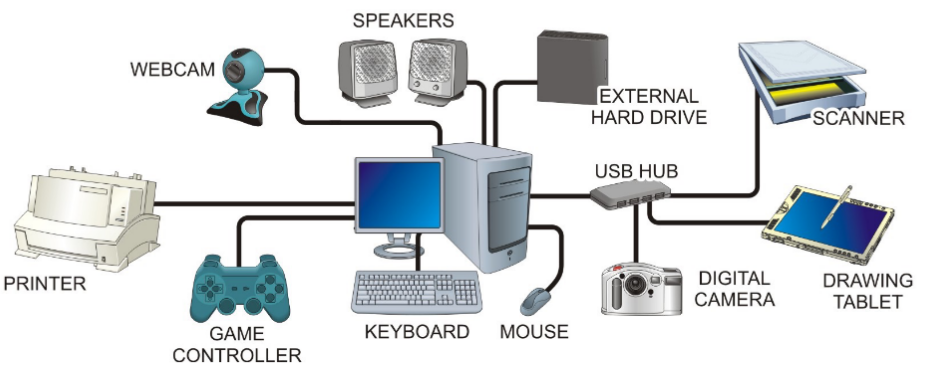 SPEAKERS
WEBCAM
EXTERNAL
HARD DRIVE
SCANNER
USB HUB
PRINTER
GAME
CONTROLLER
KEYBOARD
MOUSE
DIGITAL
CAMERA
DRAWING
TABLET